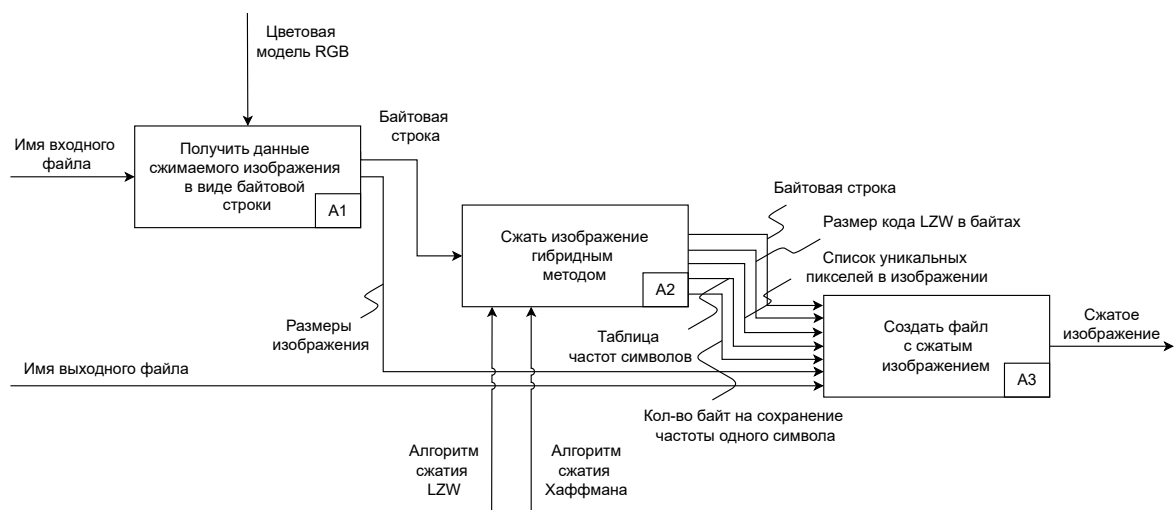 Цветовая
модель RGB
Имя входного
файла
Получить данные
сжимаемого изображения
в виде байтовой
строки
A1
Байтовая
строка
Сжать изображение
гибридным
методом
A2
Байтовая строка
Размер кода LZW в байтах
Список уникальных
пикселей в изображении
Размеры
изображения
Таблица
частот символов
Создать файл
с сжатым
изображением
A3
Сжатое
изображение
Имя выходного файла
Кол-во байт на сохранение
частоты одного символа
Алгоритм
сжатия
LZW
Алгоритм
сжатия
Хаффмана